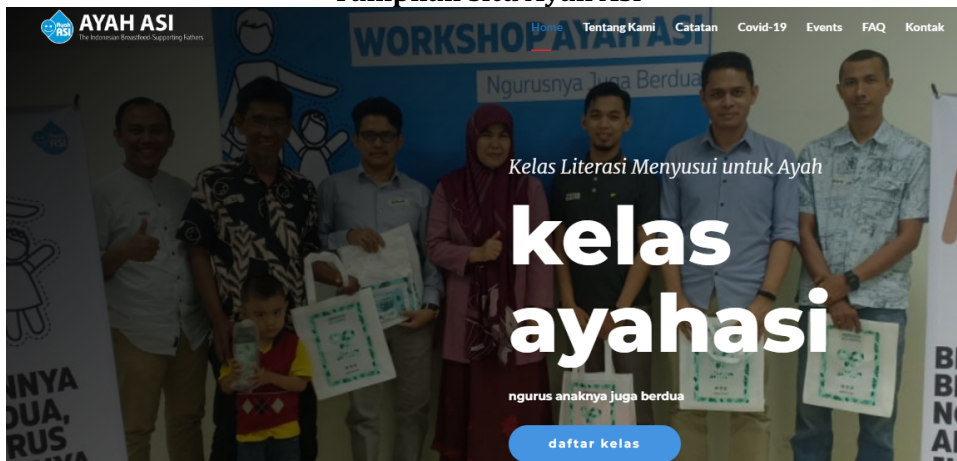 AYAH ASI
The Indonesian Breastfeed-Supporting Fathers
Home Tentang Kami Catatan Covid-19 Events FAQ Kontak
WORKSHOP AYAH ASI
Ngurusnya Juga Berdua
Kelas Literasi Menyusui untuk Ayah
kelas
ayahasi
ngurus anaknya juga berdua
daftar kelas